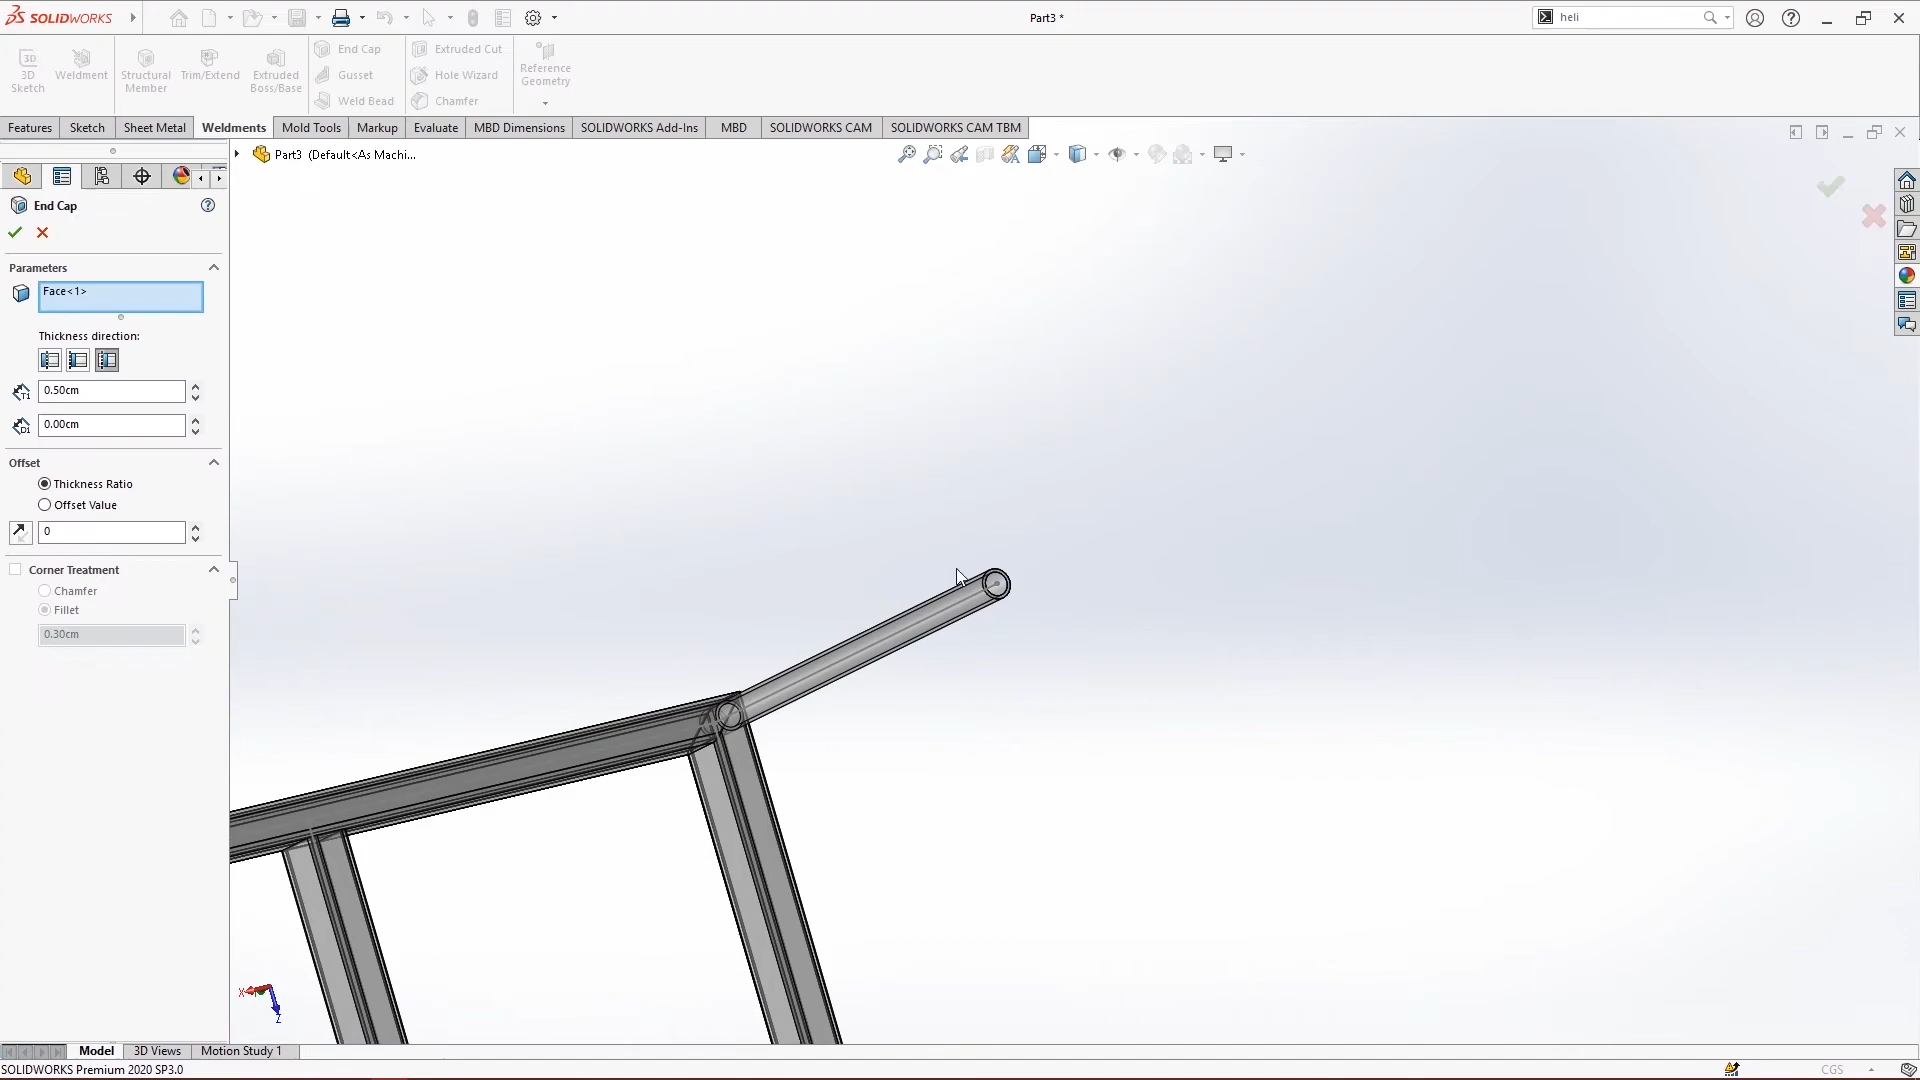 SOLIDWORKS
Part3 *
heli
3D Sketch
Weldment
Structural Member
Trim/Extend
Extruded Boss/Base
End Cap
Gusset
Weld Bead
Extruded Cut
Hole Wizard
Chamfer
Reference Geometry
Features
Sketch
Sheet Metal
Weldments
Mold Tools
Markup
Evaluate
MBD Dimensions
SOLIDWORKS Add-Ins
MBD
SOLIDWORKS CAM
SOLIDWORKS CAM TBM
Part3 (Default<As Machi...
End Cap
Parameters
Face<1>
Thickness direction:
0.50cm
0.00cm
Offset
Thickness Ratio
Offset Value
0
Corner Treatment
Chamfer
Fillet
0.30cm
X
Z
Model
3D Views
Motion Study 1
SOLIDWORKS Premium 2020 SP3.0
CGS